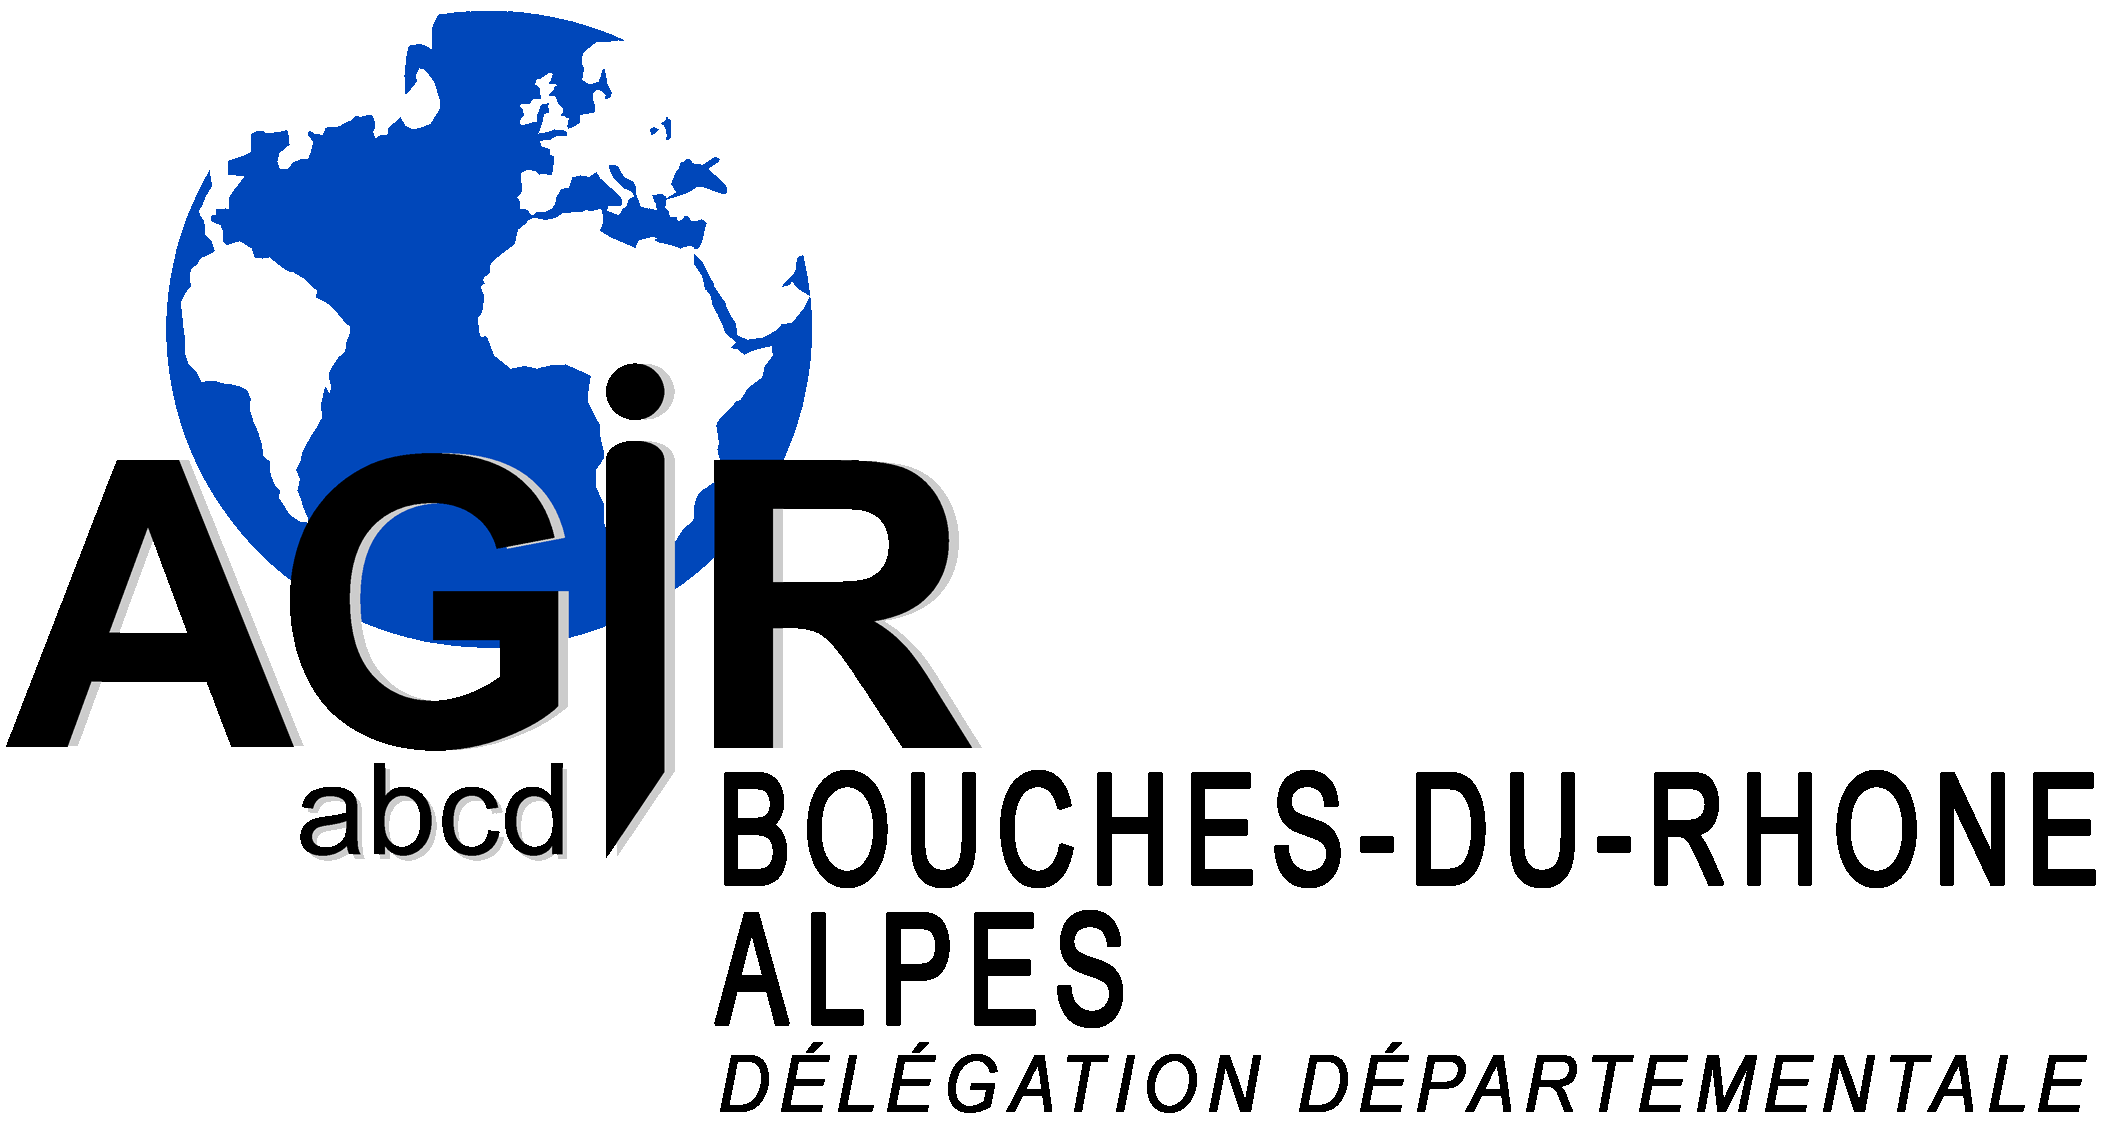 AGiR
abcd
BOUCHES-DU-RHONE
ALPES
DÉLÉGATION DÉPARTEMENTALE